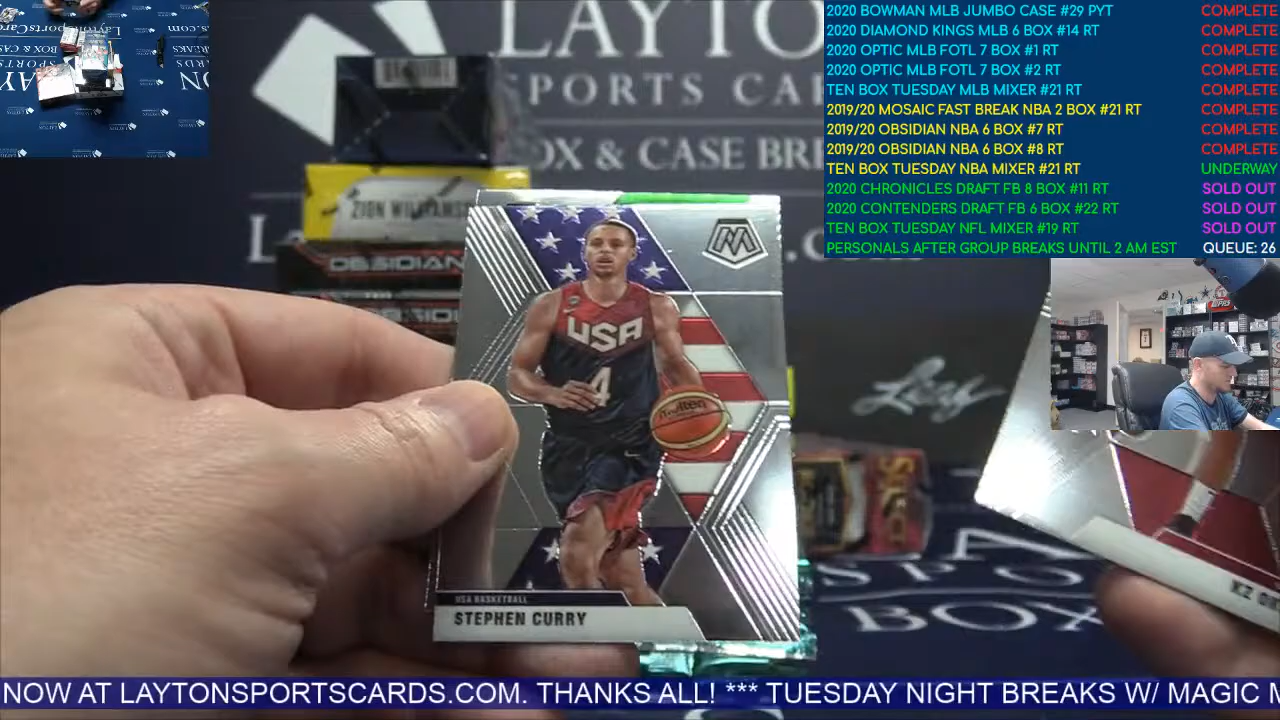 2020 BOWMAN MLB JUMBO CASE #29 PYT COMPLETE
2020 DIAMOND KINGS MLB 6 BOX #14 RT COMPLETE
2020 OPTIC MLB FOTL 7 BOX #1 RT COMPLETE
2020 OPTIC MLB FOTL 7 BOX #2 RT COMPLETE
TEN BOX TUESDAY MLB MIXER #21 RT COMPLETE
2019/20 MOSAIC FAST BREAK NBA 2 BOX #21 RT COMPLETE
2019/20 OBSIDIAN NBA 6 BOX #7 RT COMPLETE
2019/20 OBSIDIAN NBA 6 BOX #8 RT COMPLETE
TEN BOX TUESDAY NBA MIXER #21 RT UNDERWAY
2020 CHRONICLES DRAFT FB 8 BOX #11 RT SOLD OUT
2020 CONTENDERS DRAFT FB 6 BOX #22 RT SOLD OUT
TEN BOX TUESDAY NFL MIXER #19 RT SOLD OUT
PERSONALS AFTER GROUP BREAKS UNTIL 2 AM EST QUEUE: 26
LAYTO
SPORTS CA
OX & CASE BRE
ZION WILLIAMS
OBSIDIAN
Leaf
USA
4
molten
USA BASKETBALL
STEPHEN CURRY
KZ
SPO
BOX
NOW AT LAYTONSPORTSCARDS.COM. THANKS ALL! *** TUESDAY NIGHT BREAKS W/ MAGIC M